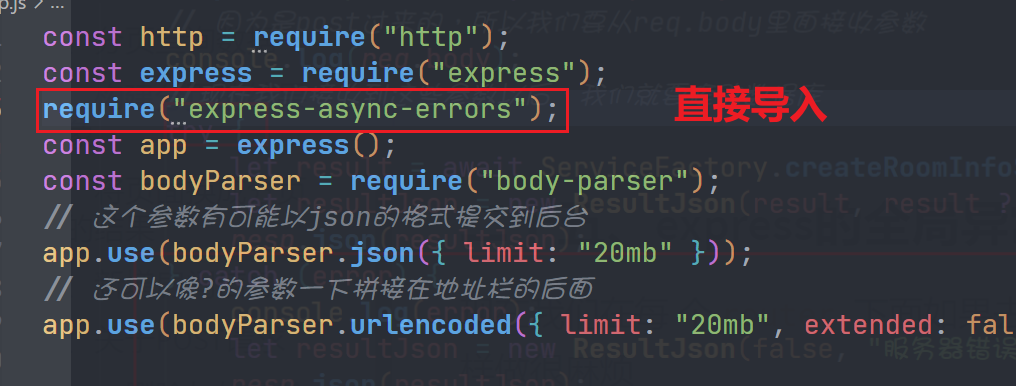 p.js / ...
const http = require("http");
const express = require("express");
require("express-async-errors");
直接导入
const app = express();
const bodyParser = require("body-parser");
// 这个参数有可能以json的格式提交到后台
app.use(bodyParser.json({ limit: "20mb" }));
// 还可以像?的参数一下拼接在地址栏的后面
app.use(bodyParser.urlencoded({ limit: "20mb", extended: fal